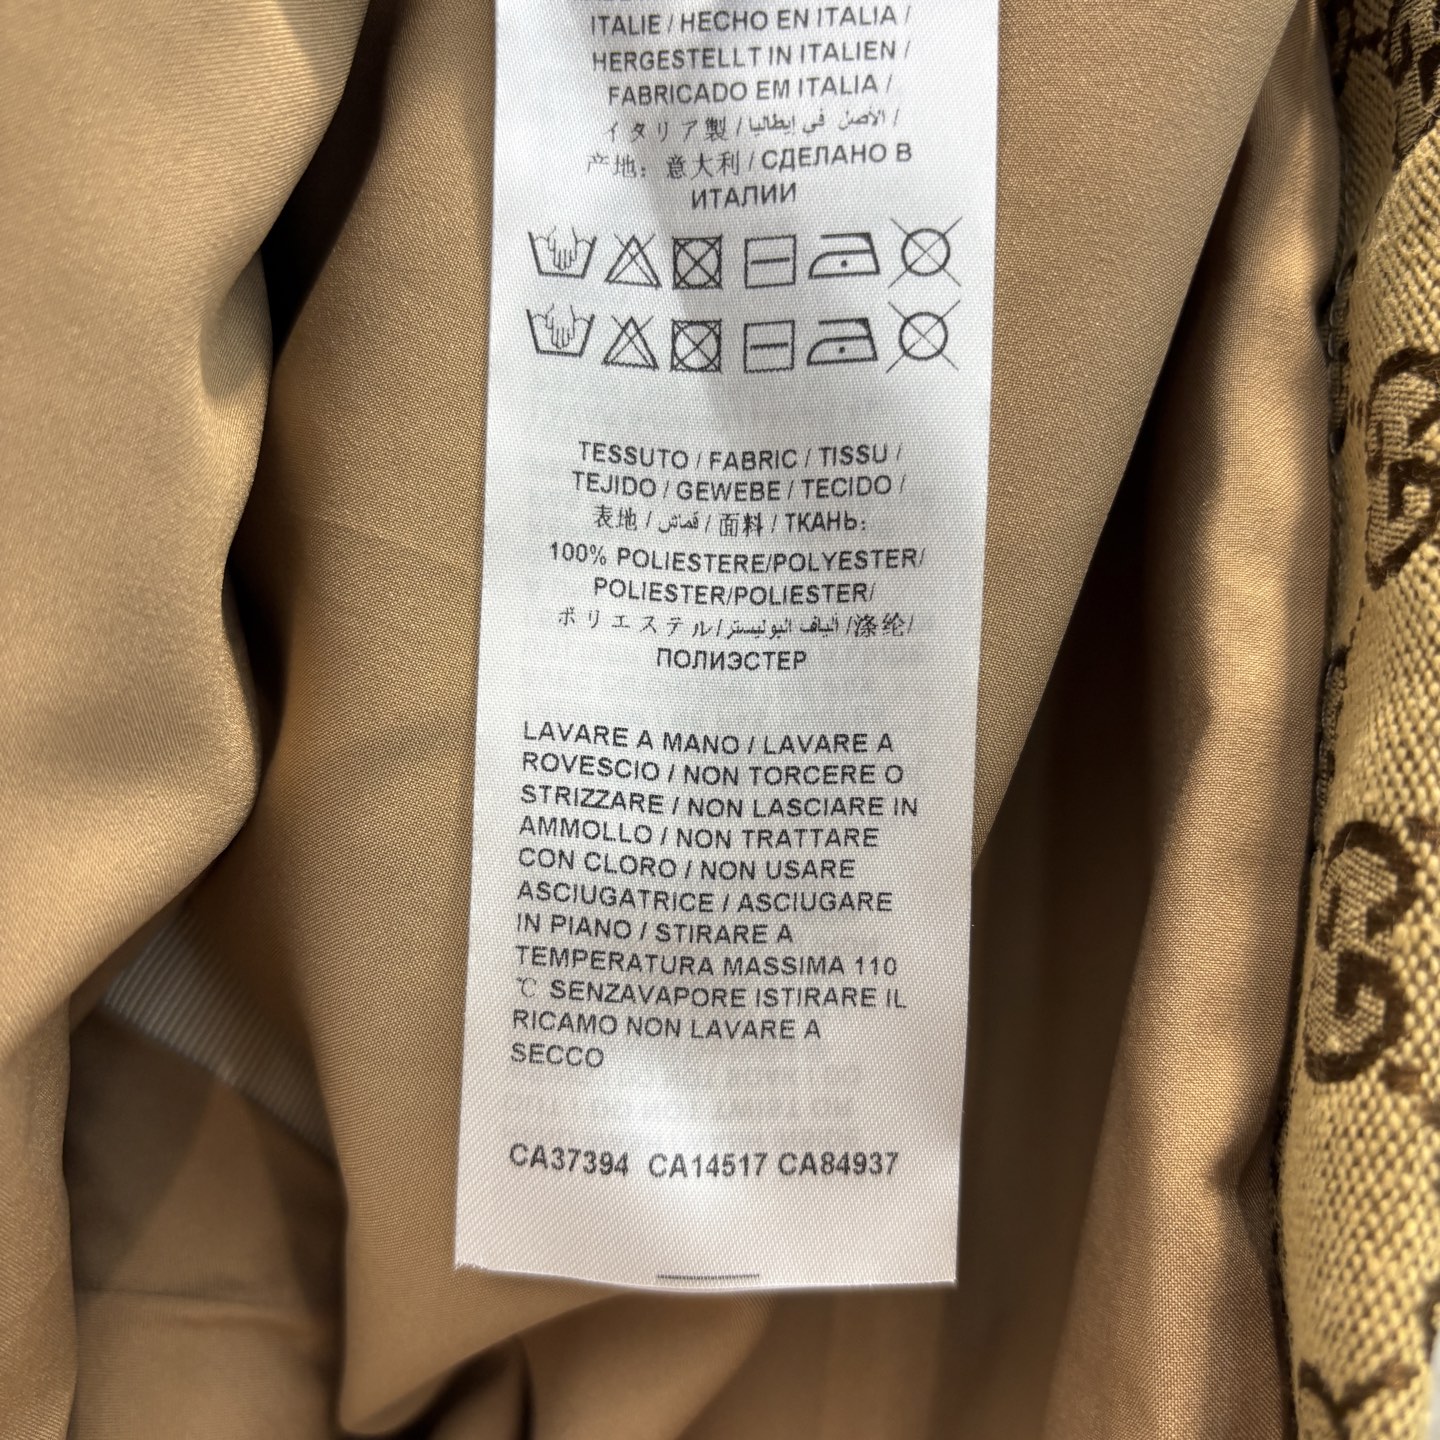 ITALIE / HECHO EN ITALIA /
HERGESTELLT IN ITALIEN /
FABRICADO EM ITALIA /
イタリア製 / الأصل في إيطاليا /
产地：意大利 / СДЕЛАНО В
ИТАЛИИ
TESSUTO / FABRIC / TISSU /
TEJIDO / GEWEBE / TECIDO /
表地 / قماش / 面料 / ТКАНЬ:
100% POLIESTERE/POLYESTER/
POLIESTER/POLIESTER/
ポリエステル/ألياف البوليستر/涤纶/
ПОЛИЭСТЕР
LAVARE A MANO / LAVARE A
ROVESCIO / NON TORCERE O
STRIZZARE / NON LASCIARE IN
AMMOLLO / NON TRATTARE
CON CLORO / NON USARE
ASCIUGATRICE / ASCIUGARE
IN PIANO / STIRARE A
TEMPERATURA MASSIMA 110
℃ SENZAVAPORE ISTIRARE IL
RICAMO NON LAVARE A
SECCO
CA37394 CA14517 CA84937